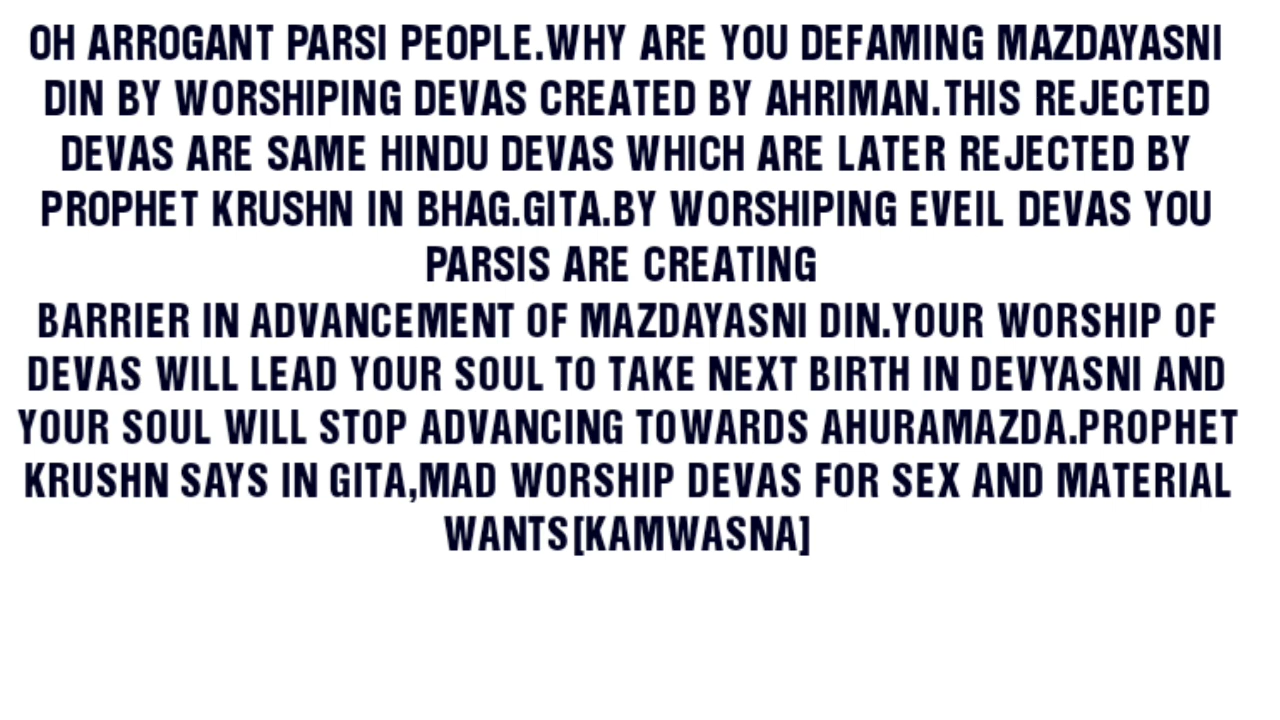 OH ARROGANT PARSI PEOPLE.WHY ARE YOU DEFAMING MAZDAYASNI
DIN BY WORSHIPING DEVAS CREATED BY AHRIMAN.THIS REJECTED
DEVAS ARE SAME HINDU DEVAS WHICH ARE LATER REJECTED BY
PROPHET KRUSHN IN BHAG.GITA.BY WORSHIPING EVEIL DEVAS YOU
PARSIS ARE CREATING
BARRIER IN ADVANCEMENT OF MAZDAYASNI DIN.YOUR WORSHIP OF
DEVAS WILL LEAD YOUR SOUL TO TAKE NEXT BIRTH IN DEVYASNI AND
YOUR SOUL WILL STOP ADVANCING TOWARDS AHURAMAZDA.PROPHET
KRUSHN SAYS IN GITA,MAD WORSHIP DEVAS FOR SEX AND MATERIAL
WANTS[KAMWASNA]